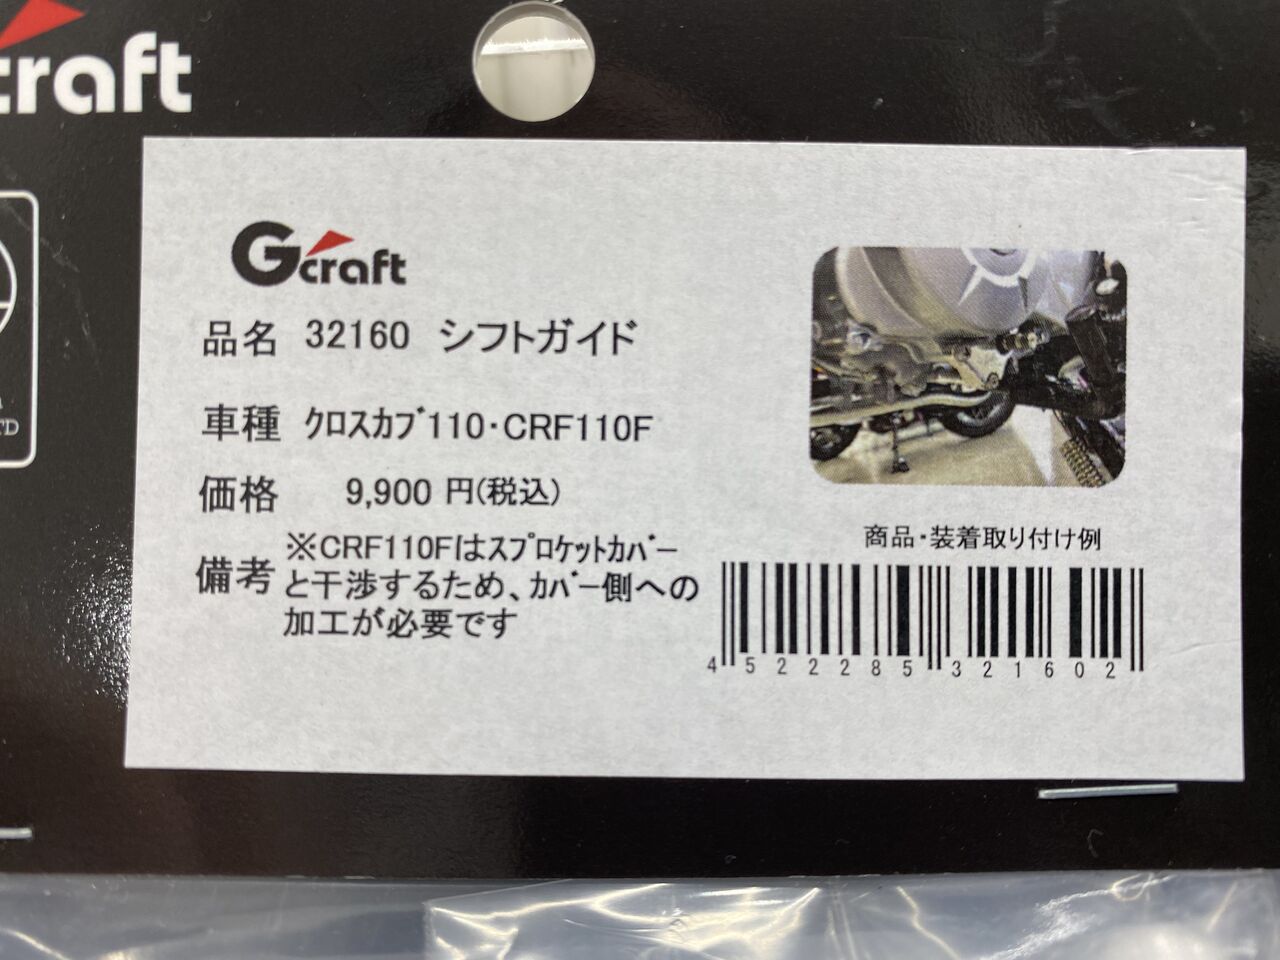 craft
TD
Gcraft
品名 32160 シフトガイド
車種 クロスカブ110・CRF110F
価格 9,900 円(税込)
備考 ※CRF110Fはスプロケットカバー
と干渉するため、カバー側への
加工が必要です
商品・装着取り付け例
4 522285 321602